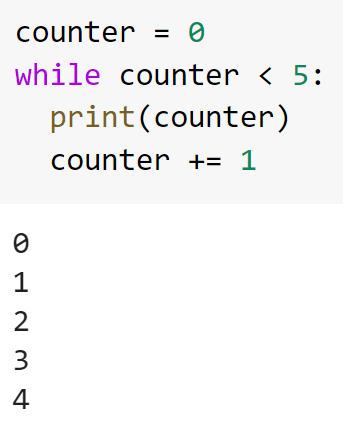 counter = 0
while counter < 5:
  print(counter)
  counter += 1
0
1
2
3
4